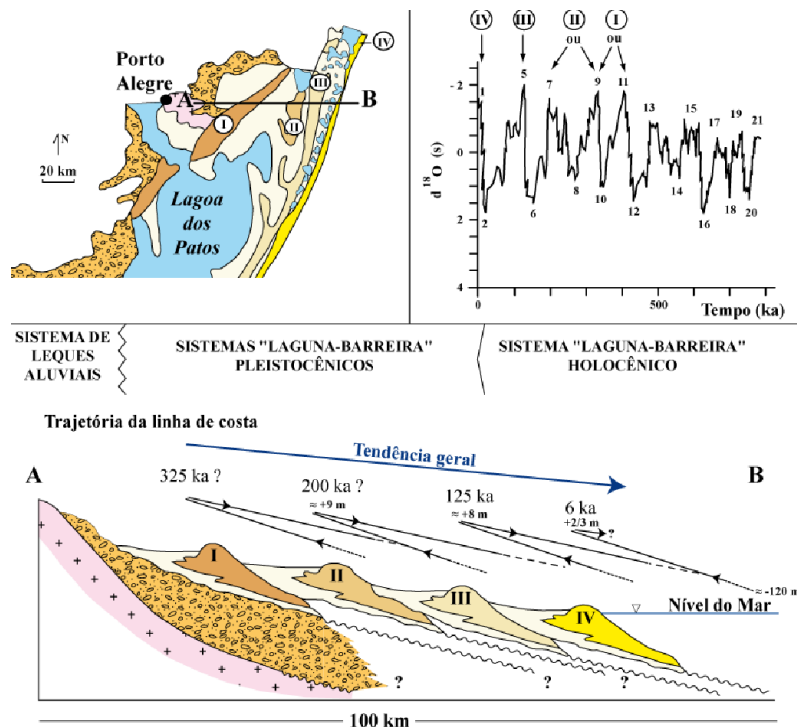 Porto
Alegre
A
B
I
II
III
IV
N
20 km
Lagoa
dos
Patos
IV
III
II
ou
I
ou
5
7
9
11
13
15
17
19
21
2
6
8
10
12
14
16
18
20
- 2
0
2
4
d 18O (s)
0
500
Tempo (ka)
SISTEMA DE
LEQUES
ALUVIAIS
SISTEMAS "LAGUNA-BARREIRA"
PLEISTOCÊNICOS
SISTEMA "LAGUNA-BARREIRA"
HOLOCÊNICO
Trajetória da linha de costa
Tendência geral
A
B
325 ka ?
200 ka ?
≈ +9 m
125 ka
≈ +8 m
6 ka
+2/3 m
?
≈ -120 m
I
II
III
IV
Nível do Mar
?
?
?
100 km